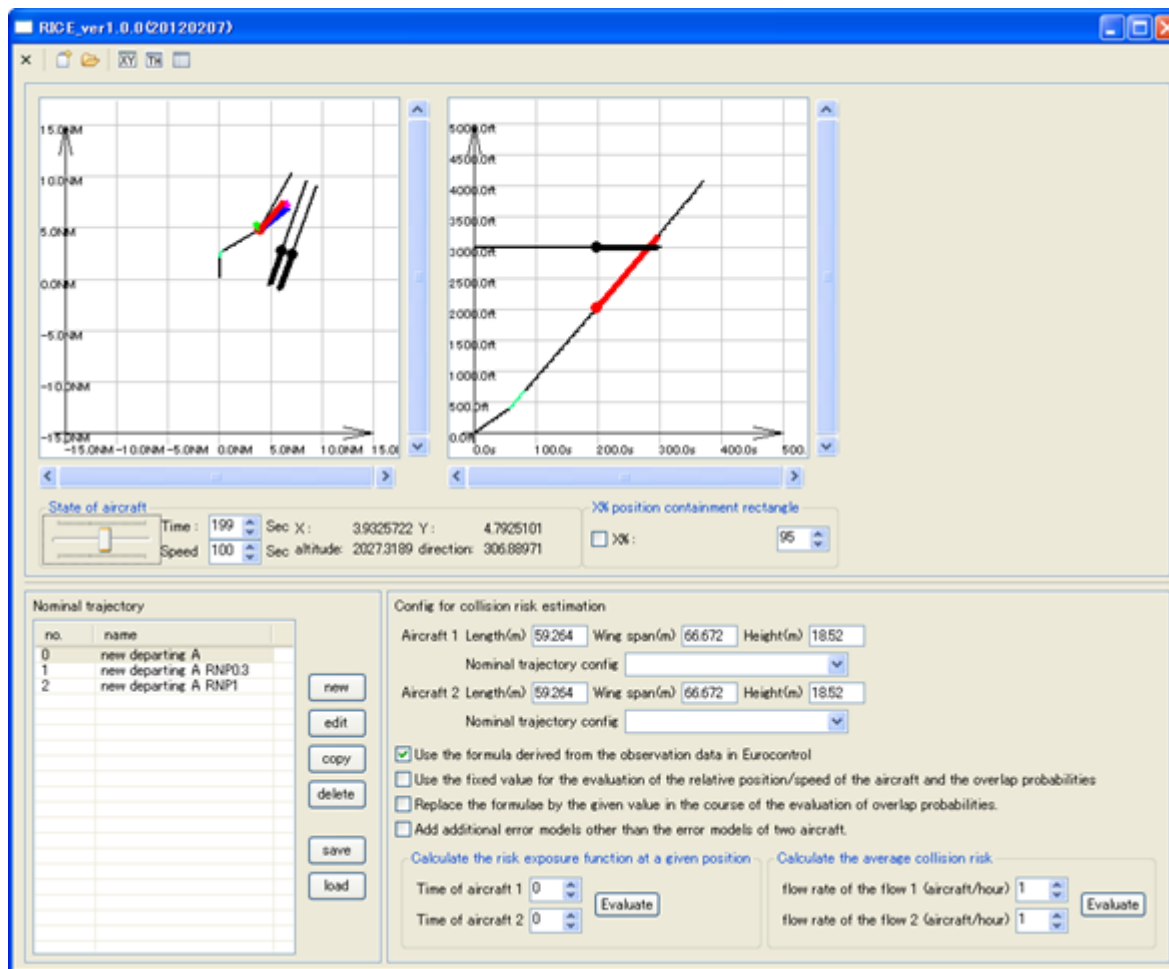 RICE_ver1.0.0(20120207)
XY TH
15.0NM
10.0NM
5.0NM
0.0NM
-5.0NM
-10.0NM
-15.0NM
-15.0NM -10.0NM -5.0NM 0.0NM 5.0NM 10.0NM 15.0
5000.0ft
4500.0ft
4000.0ft
3500.0ft
3000.0ft
2500.0ft
2000.0ft
1500.0ft
1000.0ft
500.0ft
0.0ft
0.0s 100.0s 200.0s 300.0s 400.0s 500.
State of aircraft
Time : 199 Sec X : 3.9325722 Y : 4.7925101
Speed 100 Sec altitude: 2027.3189 direction: 306.88971
X% position containment rectangle
X% : 95
Nominal trajectory
no. name
0 new departing A
1 new departing A RNP0.3
2 new departing A RNP1
new
edit
copy
delete
save
load
Config for collision risk estimation
Aircraft 1 Length(m) 59.264 Wing span(m) 66.672 Height(m) 18.52
Nominal trajectory config
Aircraft 2 Length(m) 59.264 Wing span(m) 66.672 Height(m) 18.52
Nominal trajectory config
Use the formula derived from the observation data in Eurocontrol
Use the fixed value for the evaluation of the relative position/speed of the aircraft and the overlap probabilities
Replace the formulae by the given value in the course of the evaluation of overlap probabilities.
Add additional error models other than the error models of two aircraft.
Calculate the risk exposure function at a given position
Time of aircraft 1 0
Time of aircraft 2 0
Evaluate
Calculate the average collision risk
flow rate of the flow 1 (aircraft/hour) 1
flow rate of the flow 2 (aircraft/hour) 1
Evaluate